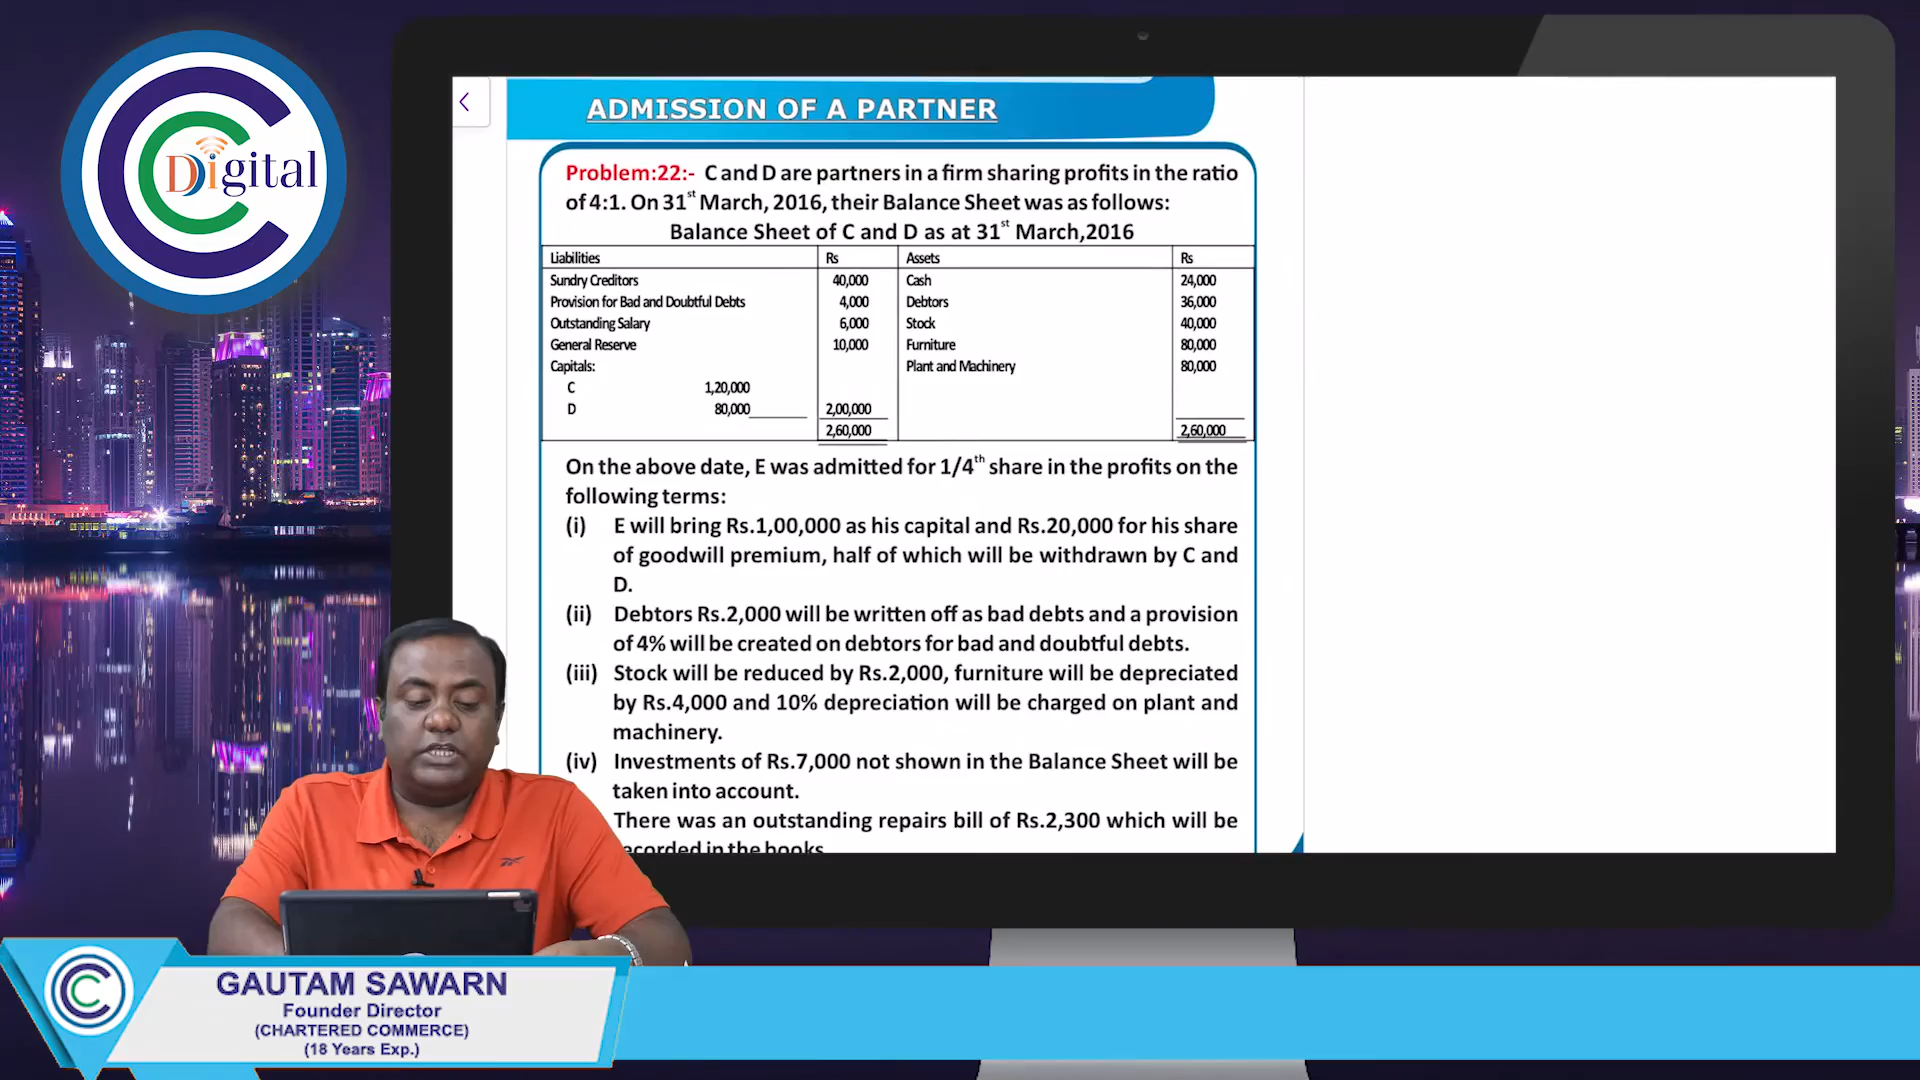 Digital
ADMISSION OF A PARTNER
Problem:22:- C and D are partners in a firm sharing profits in the ratio
of 4:1. On 31st March, 2016, their Balance Sheet was as follows:
Balance Sheet of C and D as at 31st March,2016
Liabilities Rs Assets Rs
Sundry Creditors 40,000 Cash 24,000
Provision for Bad and Doubtful Debts 4,000 Debtors 36,000
Outstanding Salary 6,000 Stock 40,000
General Reserve 10,000 Furniture 80,000
Capitals: Plant and Machinery 80,000
C 1,20,000
D 80,000 2,00,000
2,60,000 2,60,000
On the above date, E was admitted for 1/4th share in the profits on the
following terms:
(i) E will bring Rs.1,00,000 as his capital and Rs.20,000 for his share
of goodwill premium, half of which will be withdrawn by C and
D.
(ii) Debtors Rs.2,000 will be written off as bad debts and a provision
of 4% will be created on debtors for bad and doubtful debts.
(iii) Stock will be reduced by Rs.2,000, furniture will be depreciated
by Rs.4,000 and 10% depreciation will be charged on plant and
machinery.
(iv) Investments of Rs.7,000 not shown in the Balance Sheet will be
taken into account.
There was an outstanding repairs bill of Rs.2,300 which will be
in the books
GAUTAM SAWARN
Founder Director
(CHARTERED COMMERCE)
(18 Years Exp.)